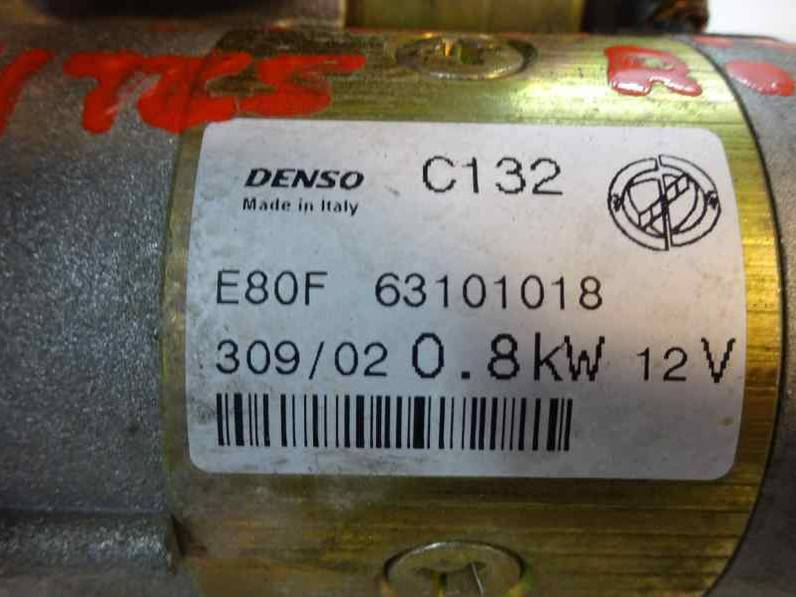 DENSO C132
Made in Italy
E80F 63101018
309/02 0.8kW 12V